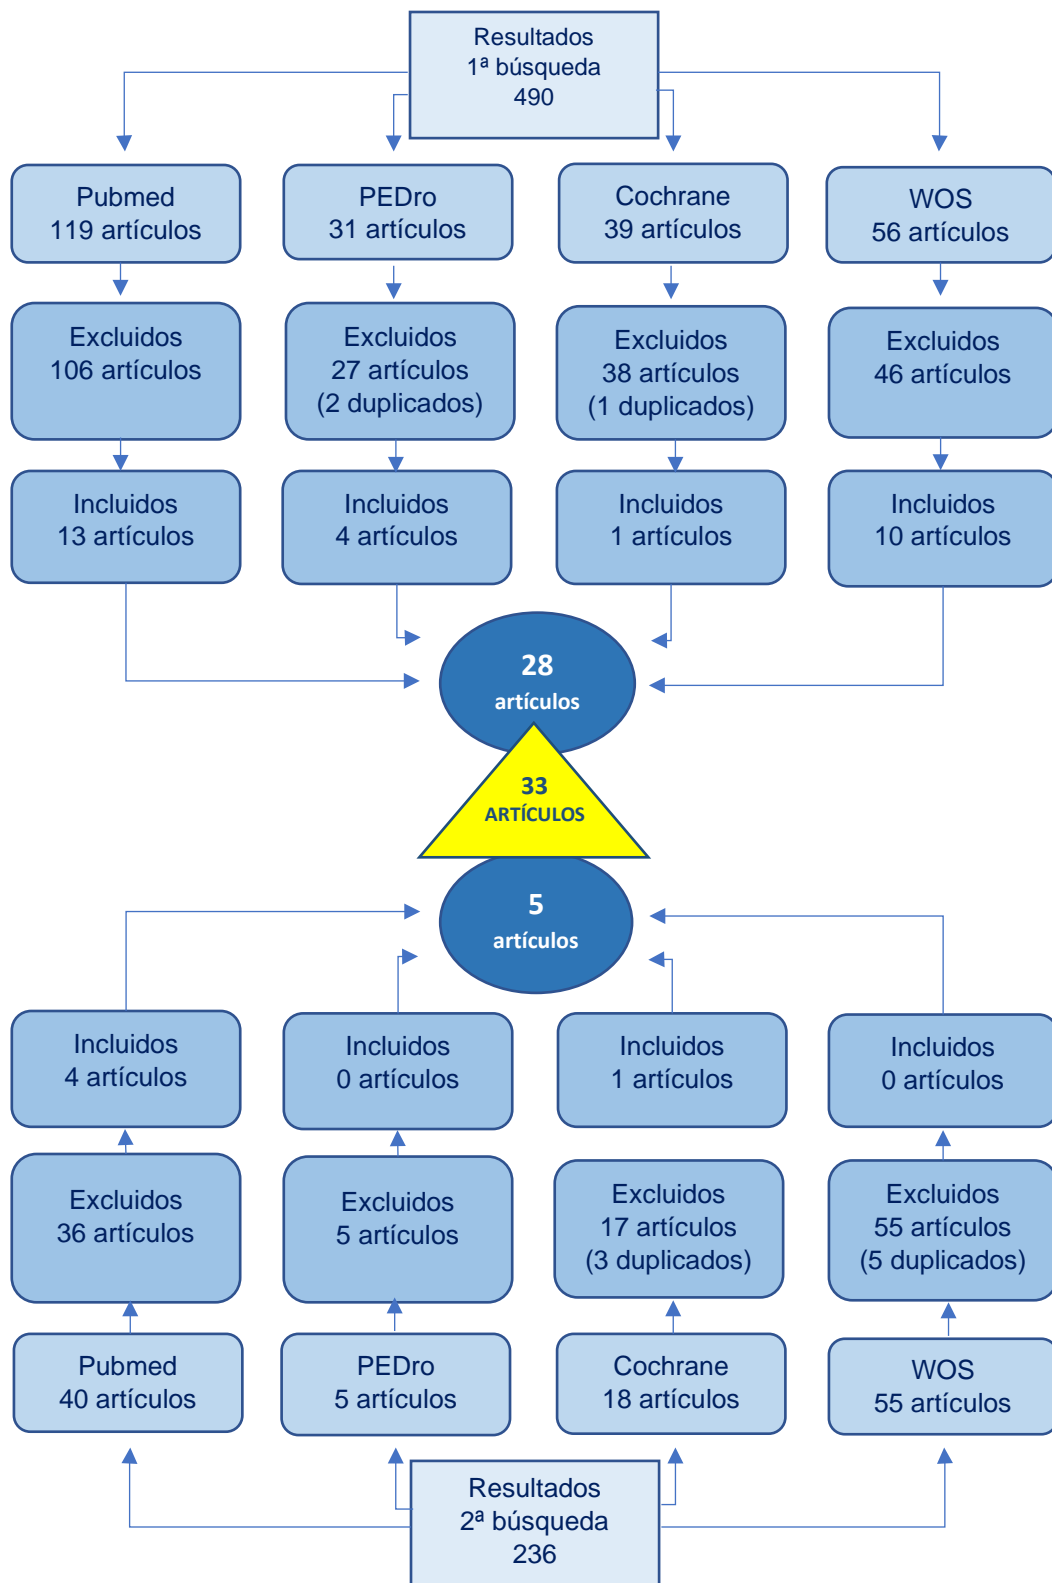 Resultados
1ª búsqueda
490
Pubmed
119 artículos
PEDro
31 artículos
Cochrane
39 artículos
WOS
56 artículos
Excluidos
106 artículos
Excluidos
27 artículos
(2 duplicados)
Excluidos
38 artículos
(1 duplicados)
Excluidos
46 artículos
Incluidos
13 artículos
Incluidos
4 artículos
Incluidos
1 artículos
Incluidos
10 artículos
28
artículos
33
ARTÍCULOS
5
artículos
Incluidos
4 artículos
Incluidos
0 artículos
Incluidos
1 artículos
Incluidos
0 artículos
Excluidos
36 artículos
Excluidos
5 artículos
Excluidos
17 artículos
(3 duplicados)
Excluidos
55 artículos
(5 duplicados)
Pubmed
40 artículos
PEDro
5 artículos
Cochrane
18 artículos
WOS
55 artículos
Resultados
2ª búsqueda
236